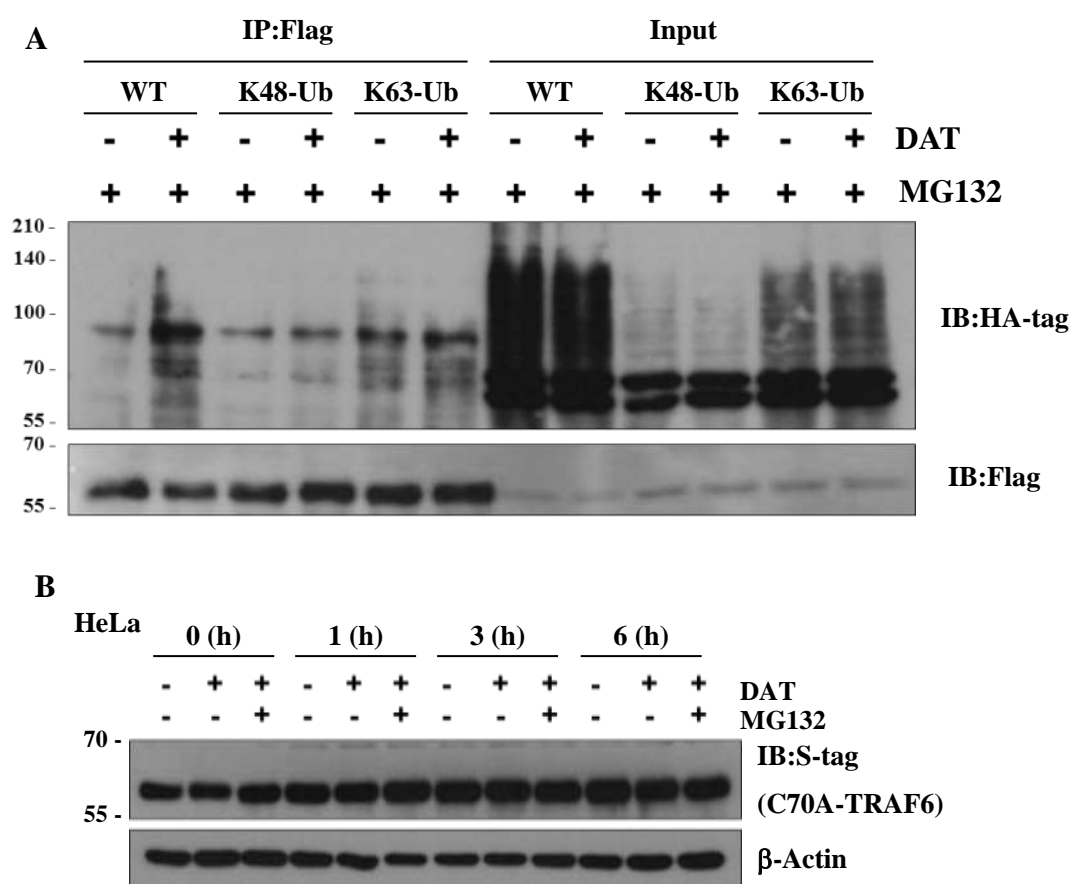 A
IP:Flag Input
WT K48-Ub K63-Ub WT K48-Ub K63-Ub
- + - + - + - + - + - + DAT
+ + + + + + + + + + + + MG132
210 -
140 -
100 -
IB:HA-tag
70 -
55 -
70 -
IB:Flag
55 -
B
HeLa
0 (h) 1 (h) 3 (h) 6 (h)
- + + - + + - + + - + + DAT
- - + - - + - - + - - + MG132
70 -
IB:S-tag
(C70A-TRAF6)
55 -
β-Actin